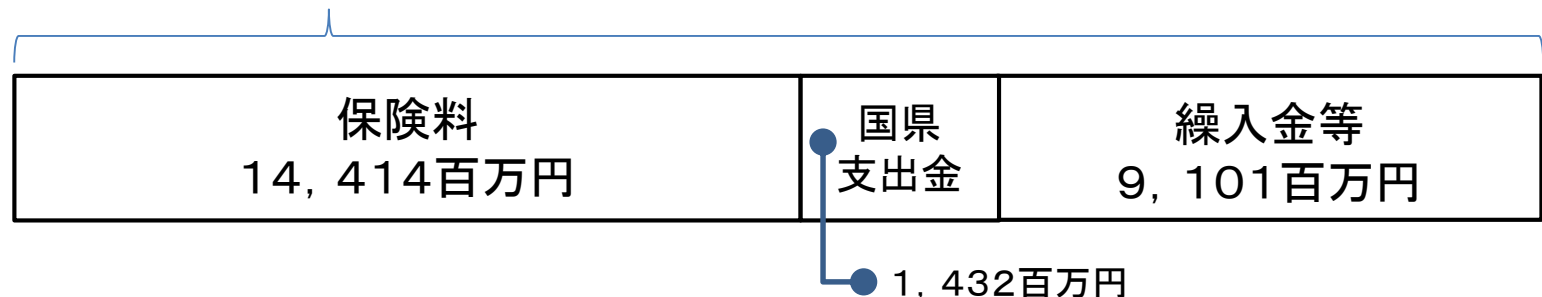 保険料
14,414百万円
国県
支出金
繰入金等
9,101百万円
1,432百万円